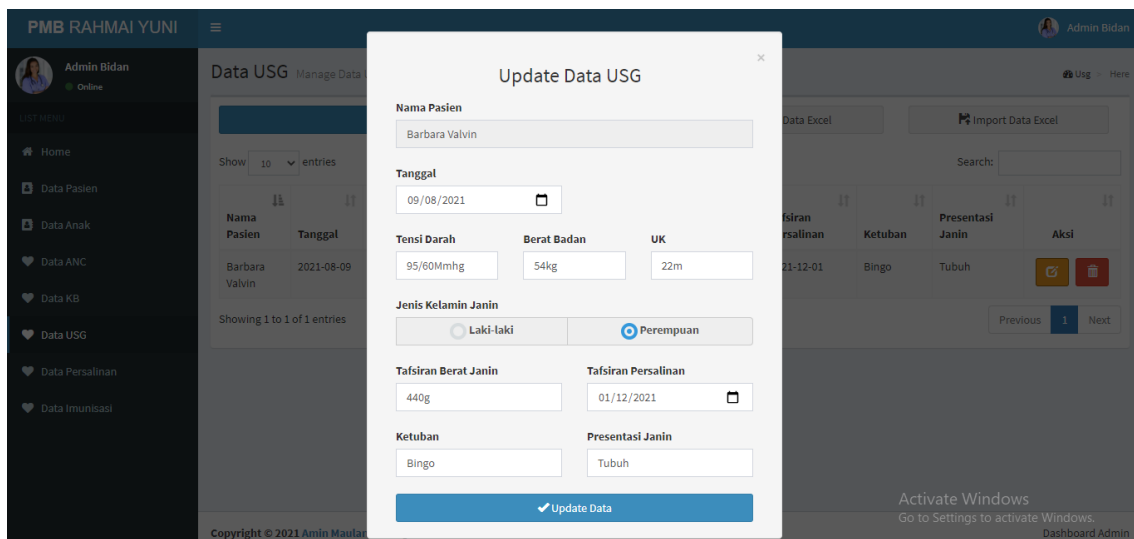 PMB RAHMAI YUNI
Admin Bidan
Admin Bidan
Online
LIST MENU
Home
Data Pasien
Data Anak
Data ANC
Data KB
Data USG
Data Persalinan
Data Imunisasi
Data USG Manage Data
Usg > Here
Data Excel
Import Data Excel
Show 10 entries
Search:
Nama Pasien
Tanggal
Ketuban
Presentasi Janin
Aksi
Barbara Valvin
2021-08-09
21-12-01
Bingo
Tubuh
Showing 1 to 1 of 1 entries
Previous 1 Next
Update Data USG
×
Nama Pasien
Barbara Valvin
Tanggal
09/08/2021
Tensi Darah Berat Badan UK
95/60Mmhg 54kg 22m
Jenis Kelamin Janin
Laki-laki Perempuan
Tafsiran Berat Janin Tafsiran Persalinan
440g 01/12/2021
Ketuban Presentasi Janin
Bingo Tubuh
Update Data
Activate Windows
Go to Settings to activate Windows.
Copyright © 2021 Amin Maular
Dashboard Admin